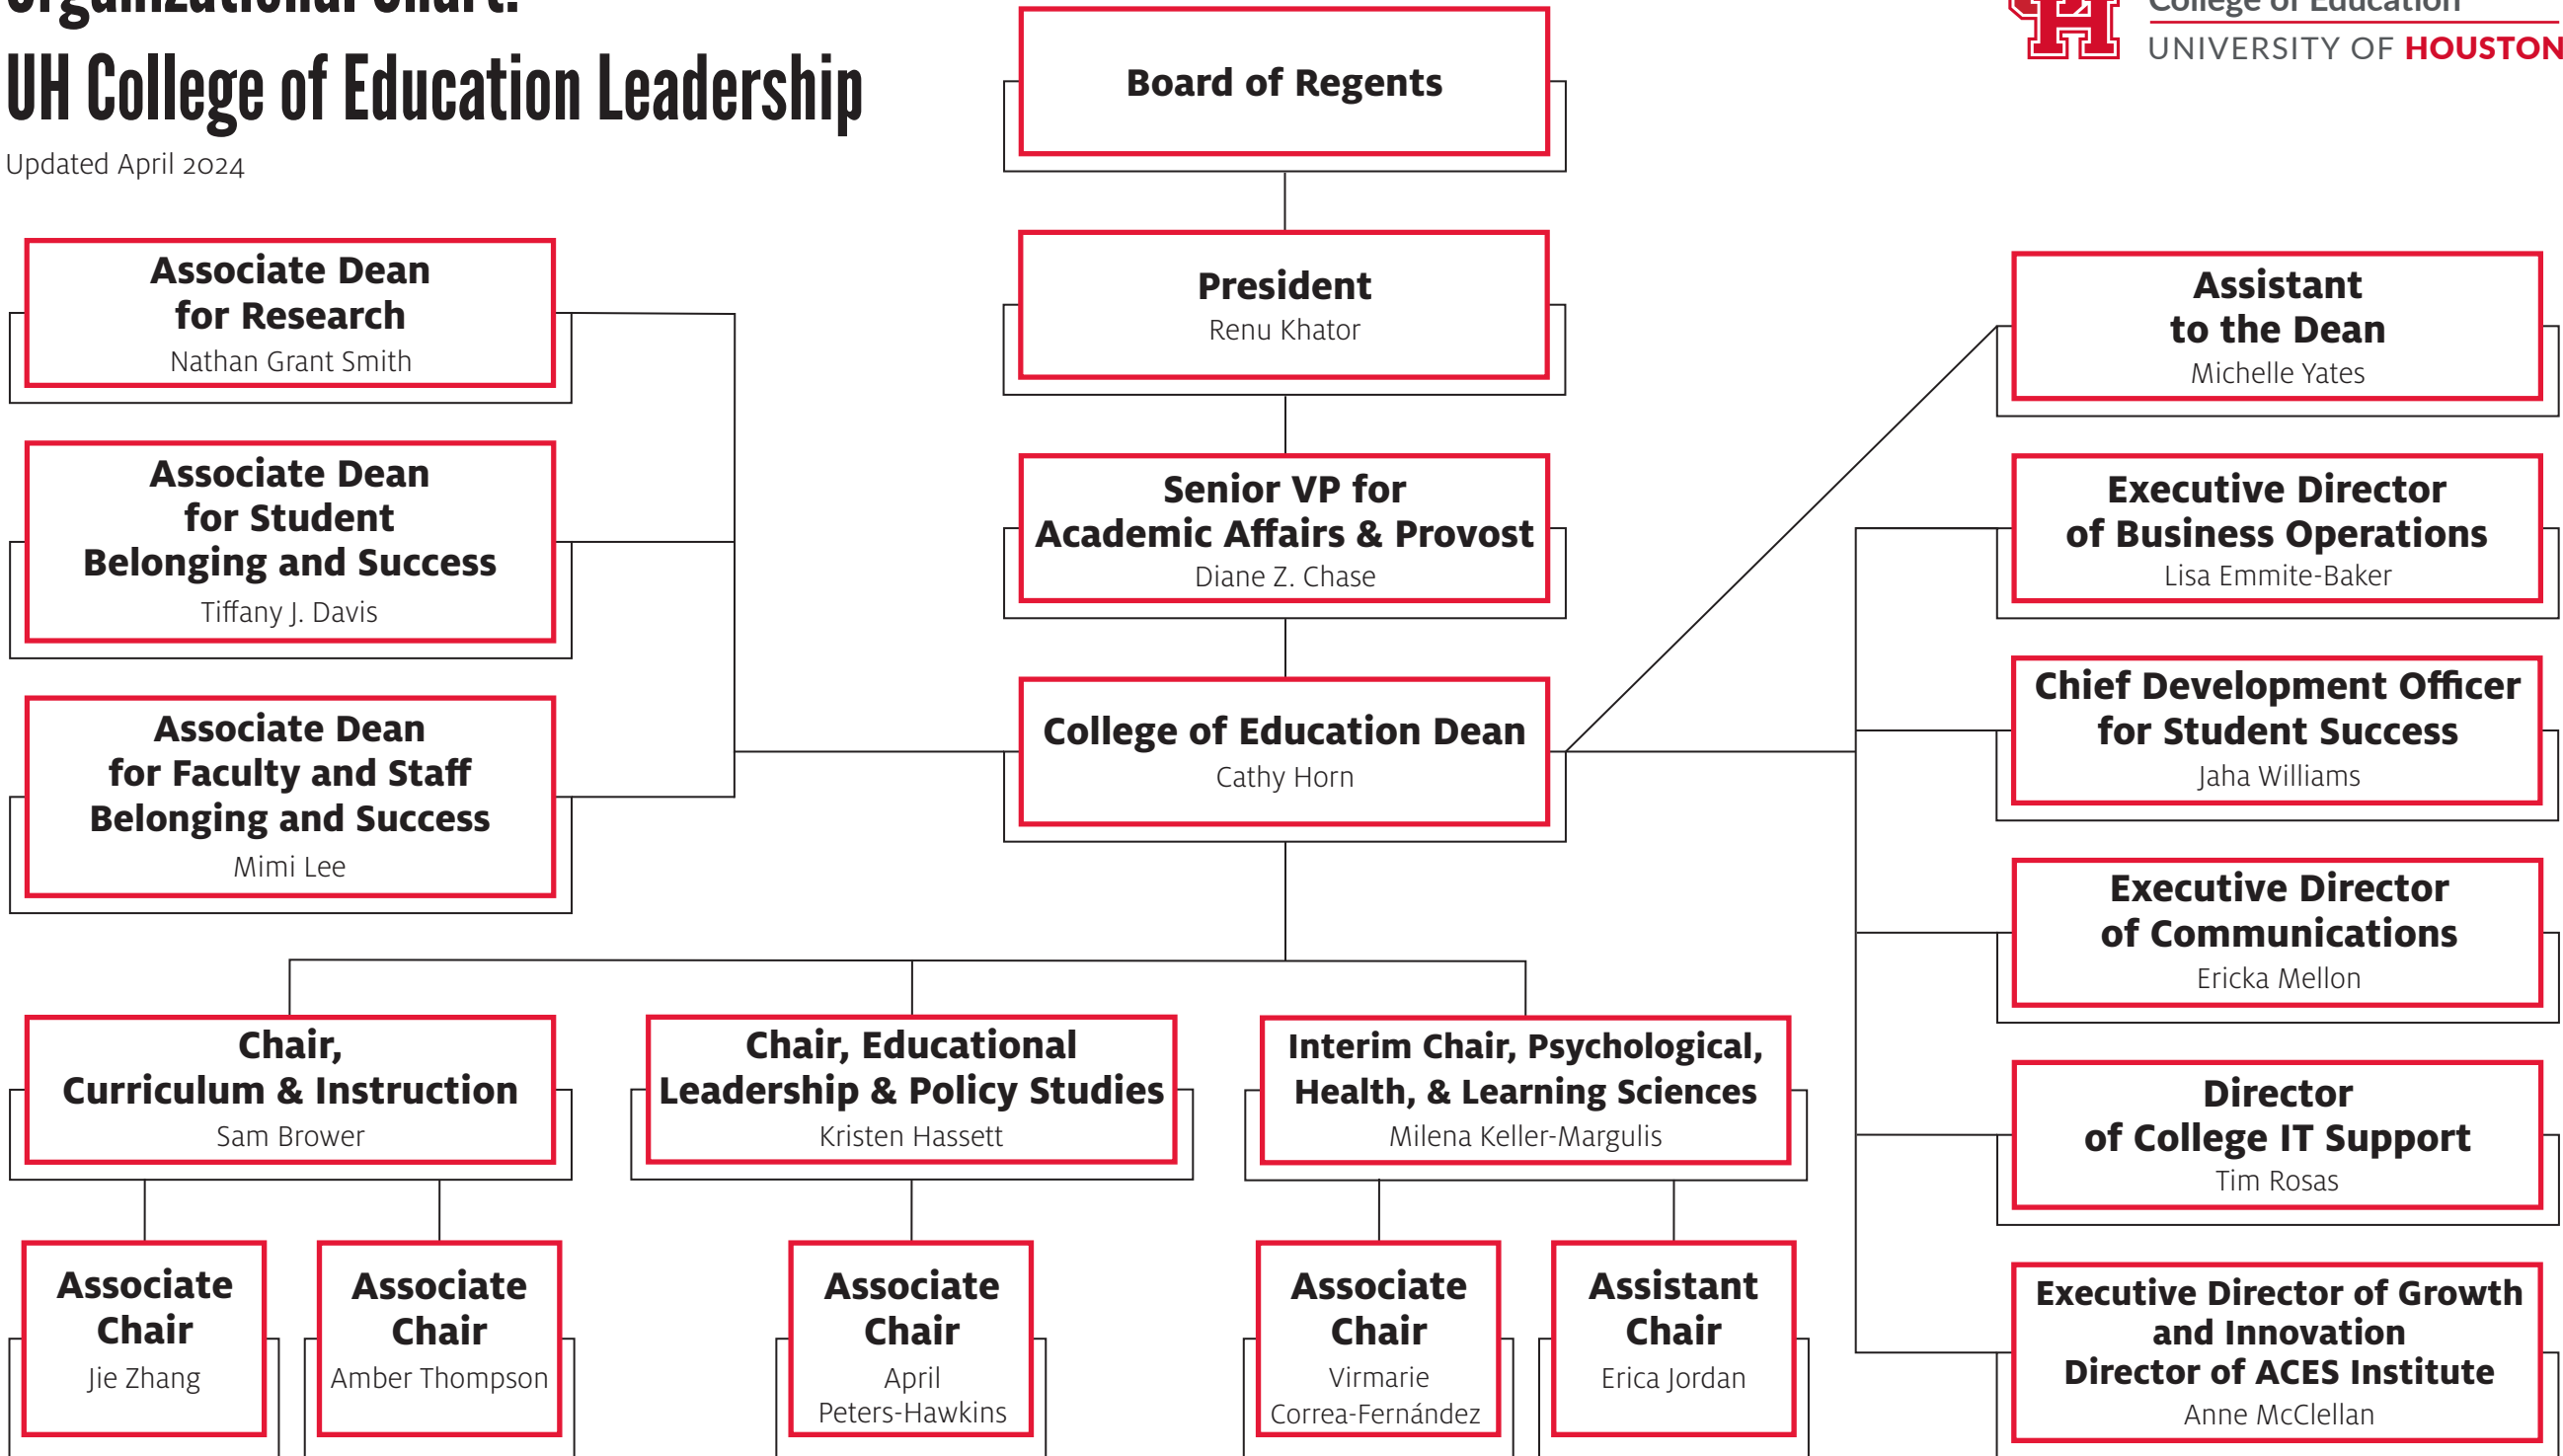 Organizational Chart:
UH College of Education Leadership
Updated April 2024
College of Education
UNIVERSITY OF HOUSTON
Board of Regents
President
Renu Khator
Senior VP for
Academic Affairs & Provost
Diane Z. Chase
College of Education Dean
Cathy Horn
Associate Dean
for Research
Nathan Grant Smith
Associate Dean
for Student
Belonging and Success
Tiffany J. Davis
Associate Dean
for Faculty and Staff
Belonging and Success
Mimi Lee
Assistant
to the Dean
Michelle Yates
Executive Director
of Business Operations
Lisa Emmite-Baker
Chief Development Officer
for Student Success
Jaha Williams
Executive Director
of Communications
Ericka Mellon
Director
of College IT Support
Tim Rosas
Executive Director of Growth
and Innovation
Director of ACES Institute
Anne McClellan
Chair,
Curriculum & Instruction
Sam Brower
Chair, Educational
Leadership & Policy Studies
Kristen Hassett
Interim Chair, Psychological,
Health, & Learning Sciences
Milena Keller-Margulis
Associate
Chair
Jie Zhang
Associate
Chair
Amber Thompson
Associate
Chair
April
Peters-Hawkins
Associate
Chair
Virmarie
Correa-Fernández
Assistant
Chair
Erica Jordan